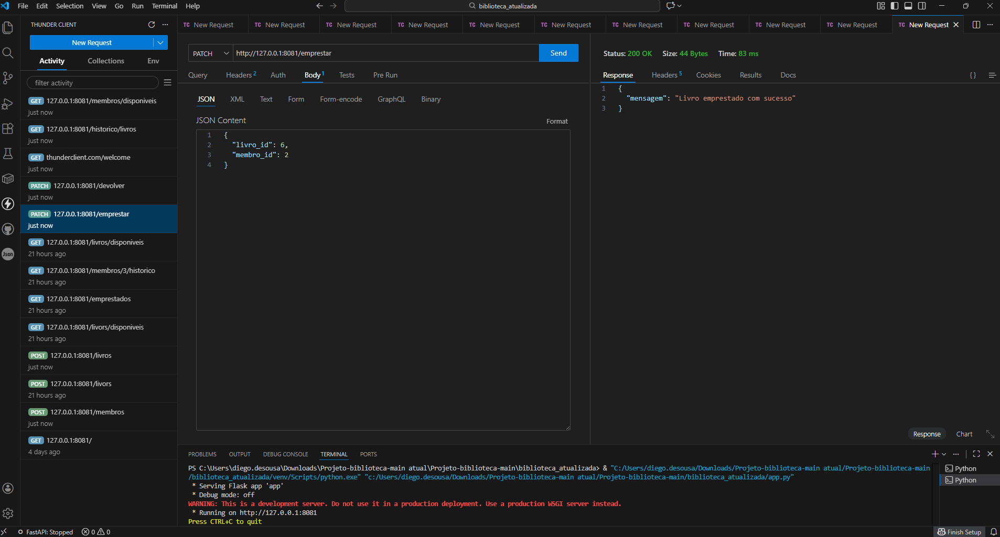 File Edit Selection View Go Run Terminal Help
biblioteca_atualizada
THUNDER CLIENT
New Request
Activity Collections Env
filter activity
GET 127.0.0.1:8081/membros/disponiveis
just now
GET 127.0.0.1:8081/historico/livros
just now
GET thunderclient.com/welcome
just now
PATCH 127.0.0.1:8081/devolver
just now
PATCH 127.0.0.1:8081/emprestar
just now
GET 127.0.0.1:8081/livros/disponiveis
21 hours ago
GET 127.0.0.1:8081/membros/3/historico
21 hours ago
GET 127.0.0.1:8081/emprestados
21 hours ago
GET 127.0.0.1:8081/livors/disponiveis
21 hours ago
POST 127.0.0.1:8081/livros
just now
POST 127.0.0.1:8081/livors
21 hours ago
POST 127.0.0.1:8081/membros
just now
GET 127.0.0.1:8081/
4 days ago
Json
TC New Request TC New Request TC New Request TC New Request TC New Request TC New Request TC New Request TC New Request TC New Request TC New Request TC New Request
PATCH http://127.0.0.1:8081/emprestar Send
Query Headers 2 Auth Body 1 Tests Pre Run
JSON XML Text Form Form-encode GraphQL Binary
JSON Content Format
1 {
2 "livro_id": 6,
3 "membro_id": 2
4 }
Status: 200 OK Size: 44 Bytes Time: 83 ms
Response Headers 5 Cookies Results Docs { }
1 {
2 "mensagem": "Livro emprestado com sucesso"
3 }
Response Chart
PROBLEMS OUTPUT DEBUG CONSOLE TERMINAL PORTS
PS C:\Users\diego.desousa\Downloads\Projeto-biblioteca-main atual\Projeto-biblioteca-main\biblioteca_atualizada> & "C:/Users/diego.desousa/Downloads/Projeto-biblioteca-main atual/Projeto-biblioteca-main
/biblioteca_atualizada/venv/Scripts/python.exe" "c:/Users/diego.desousa/Downloads/Projeto-biblioteca-main atual/Projeto-biblioteca-main/biblioteca_atualizada/app.py"
* Serving Flask app 'app'
* Debug mode: off
WARNING: This is a development server. Do not use it in a production deployment. Use a production WSGI server instead.
* Running on http://127.0.0.1:8081
Press CTRL+C to quit
Python
Python
FastAPI: Stopped 0 0 Finish Setup